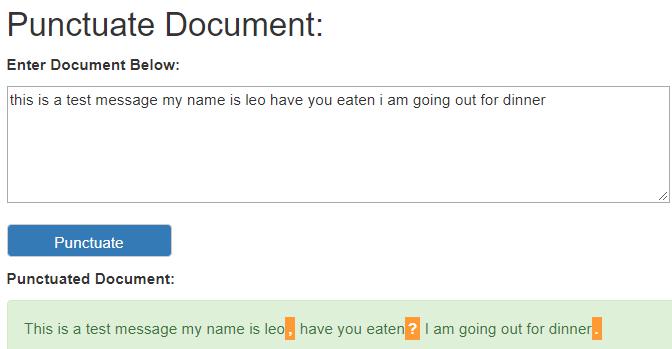 Punctuate Document:
Enter Document Below:
this is a test message my name is leo have you eaten i am going out for dinner
Punctuate
Punctuated Document:
This is a test message my name is leo, have you eaten? I am going out for dinner.